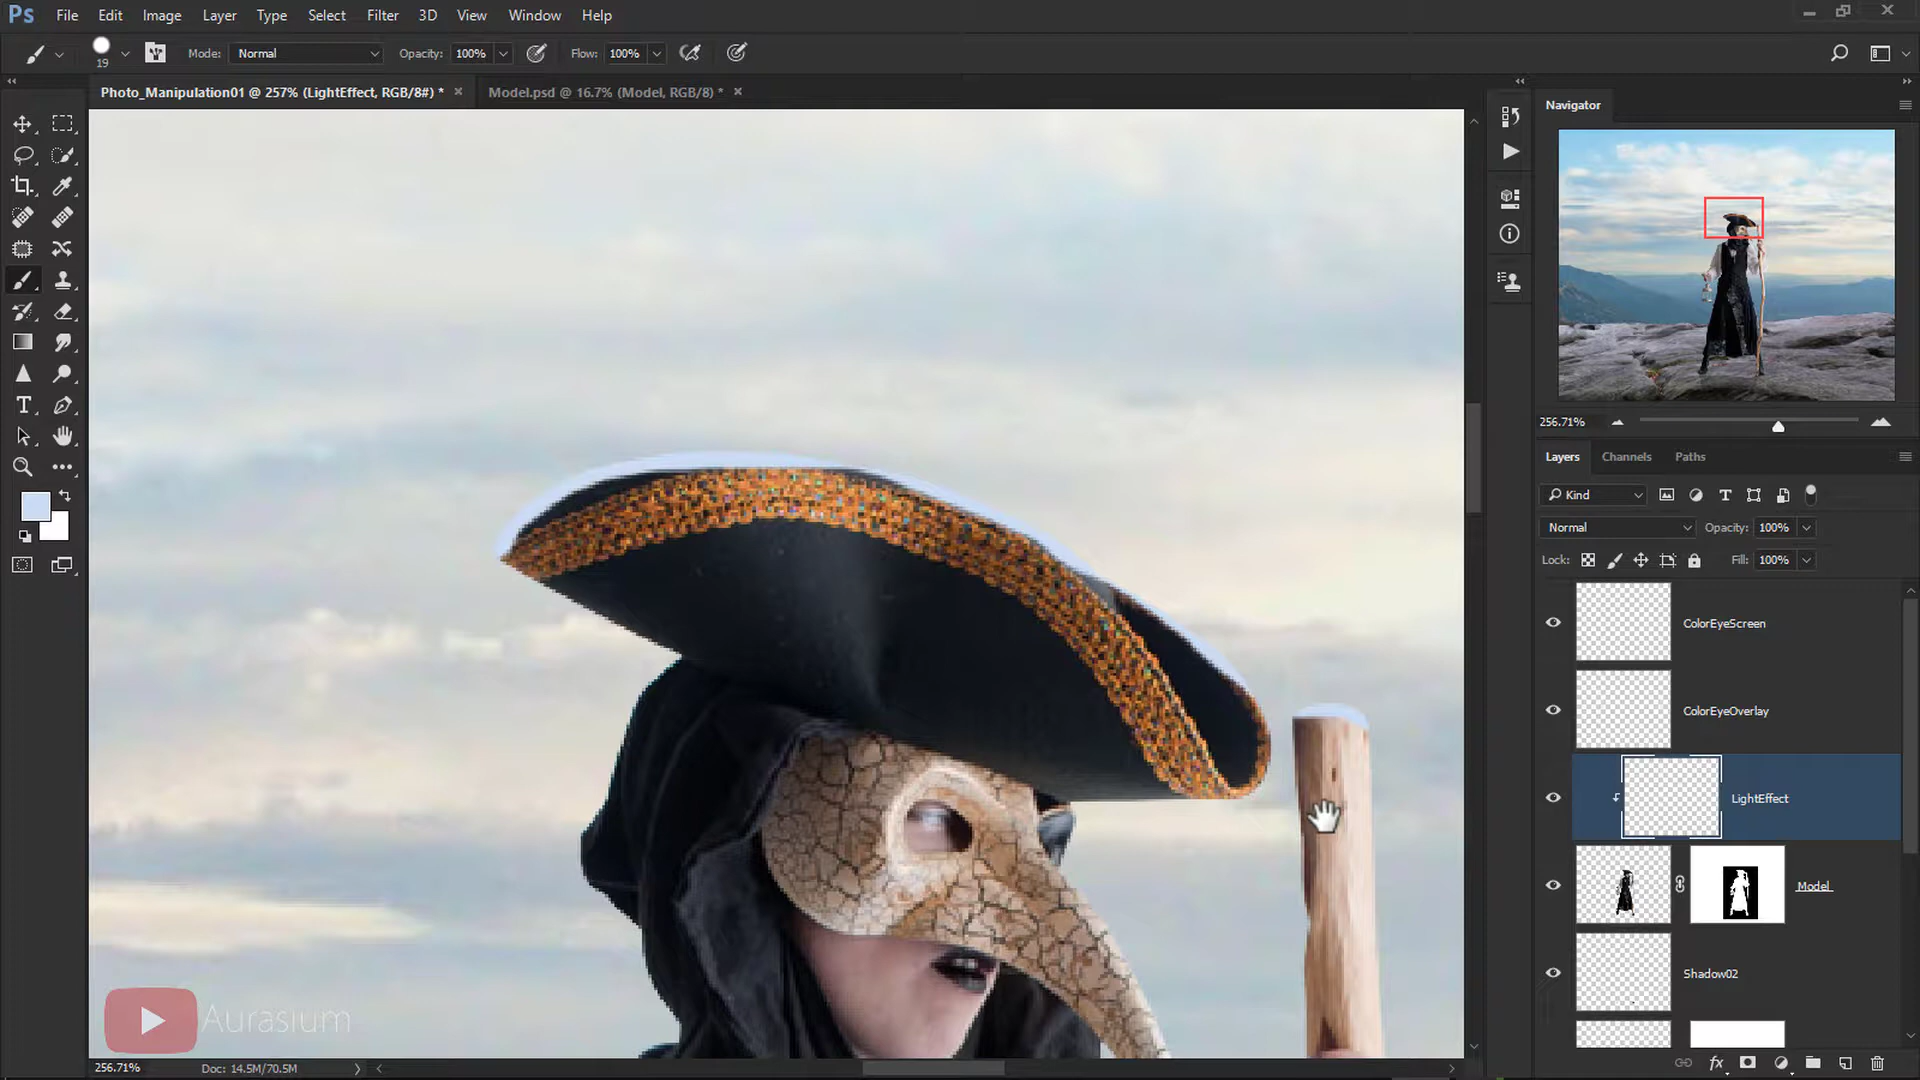 Ps File Edit Image Layer Type Select Filter 3D View Window Help
19 Mode: Normal Opacity: 100% Flow: 100%
Photo_Manipulation01 @ 257% (LightEffect, RGB/8#) * Model.psd @ 16.7% (Model, RGB/8) *
Navigator
256.71%
Layers Channels Paths
Kind
Normal Opacity: 100%
Lock: Fill: 100%
ColorEyeScreen
ColorEyeOverlay
LightEffect
Model
Shadow02
Aurasium
256.71% Doc: 14.5M/70.5M